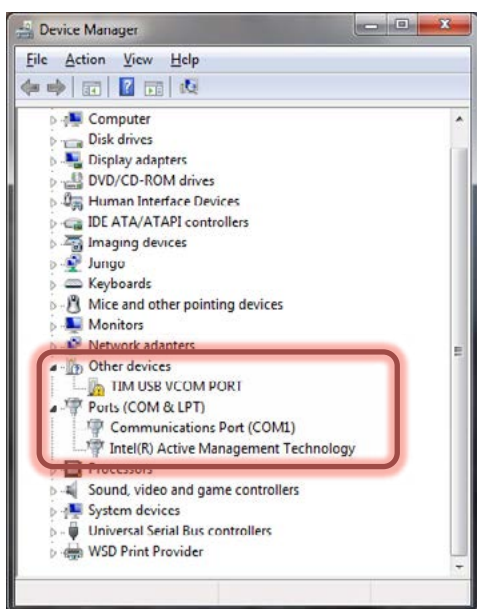 Device Manager
File Action View Help
Computer
Disk drives
Display adapters
DVD/CD-ROM drives
Human Interface Devices
IDE ATA/ATAPI controllers
Imaging devices
Jungo
Keyboards
Mice and other pointing devices
Monitors
Network adapters
Other devices
TIM USB VCOM PORT
Ports (COM & LPT)
Communications Port (COM1)
Intel(R) Active Management Technology
Processors
Sound, video and game controllers
System devices
Universal Serial Bus controllers
WSD Print Provider